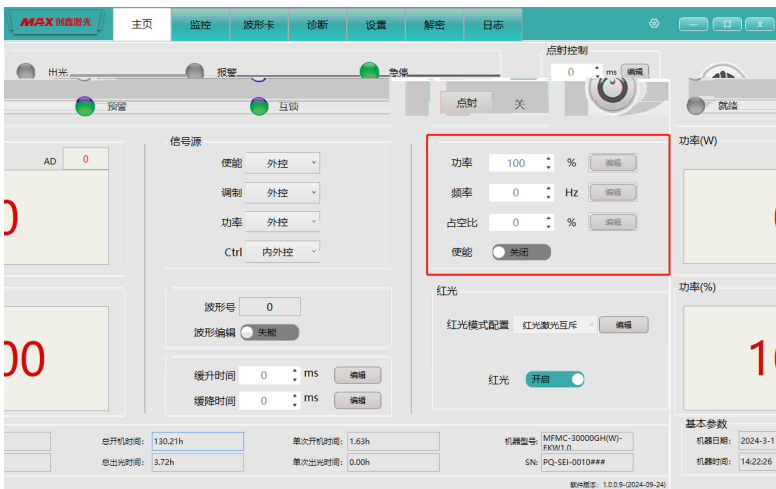 MAX 创鑫激光 主页 监控 波形卡 诊断 设置 解密 日志
点射控制
出光 报警 急停 0 ms 编辑
预警 互锁 点射 关 就绪
信号源 功率(W)
AD 0 使能 外控 功率 100 % 编辑
调制 外控 频率 0 Hz 编辑
功率 外控 占空比 0 % 编辑
Ctrl 内外控 使能 关闭
红光 功率(%)
波形号 0
波形编辑 失能 红光模式配置 红光激光互斥 编辑
缓升时间 0 ms 编辑
红光 开启
缓降时间 0 ms 编辑
基本参数
总开机时间: 130.21h 单次开机时间: 1.63h 机器型号: MFMC-30000GH(W)- 机器日期: 2024-3-1
FKW1.0
总出光时间: 3.72h 单次出光时间: 0.00h SN: PQ-SEI-0010### 机器时间: 14:22:26
软件版本: 1.0.0.9-(2024-09-24)